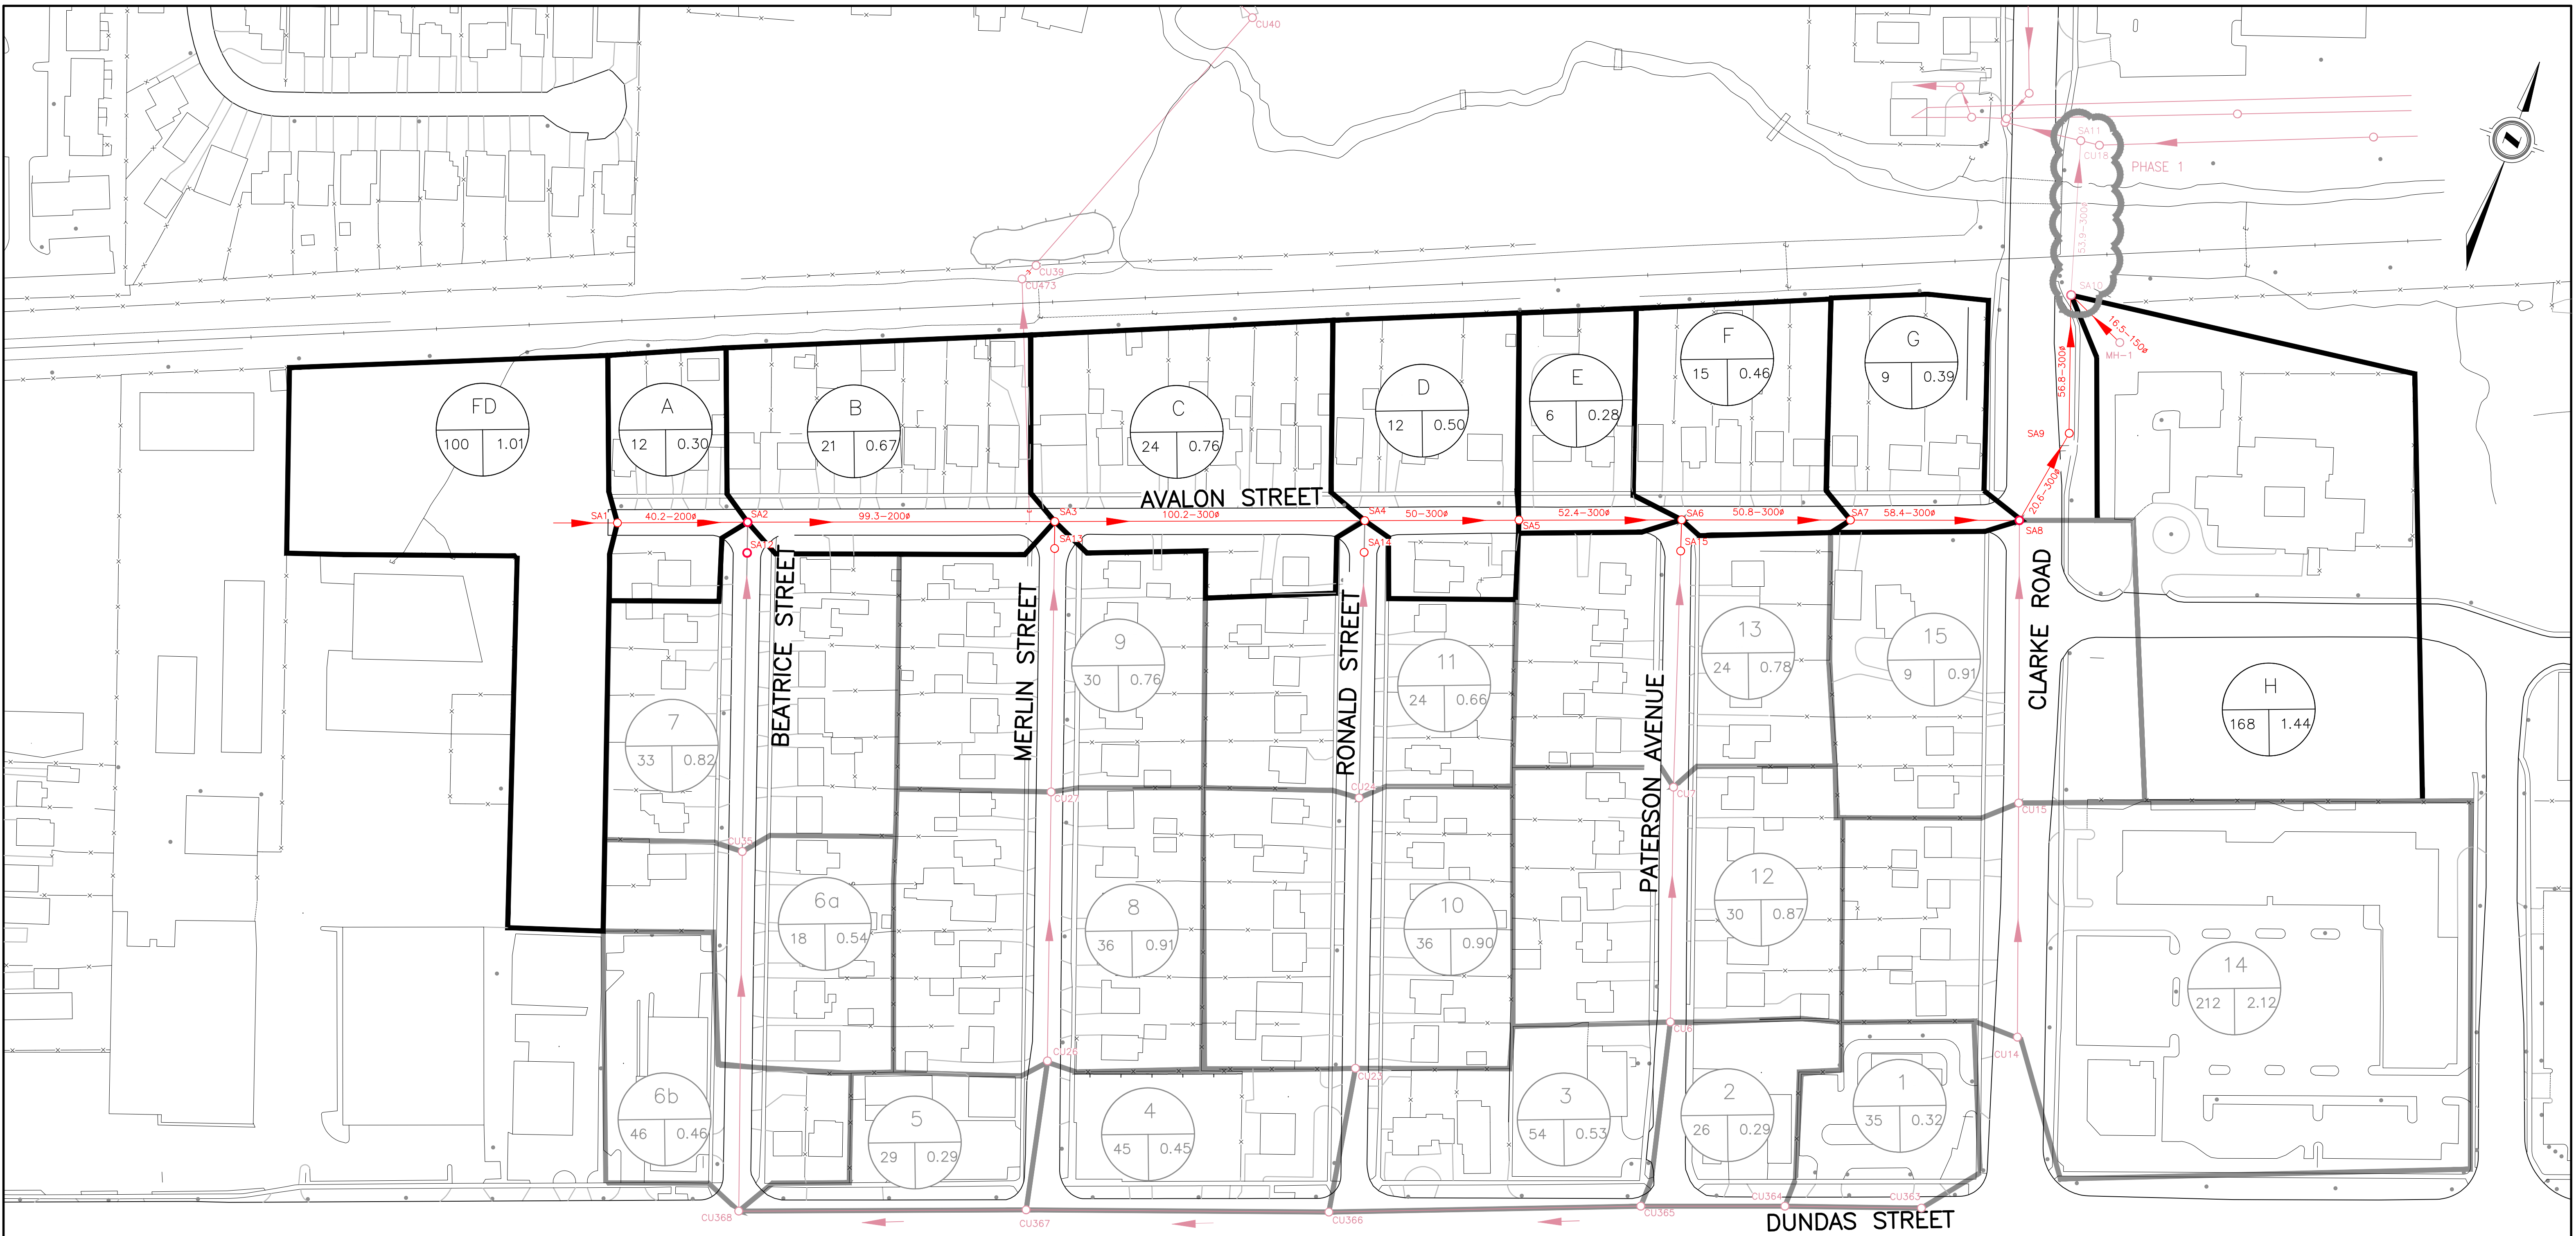 CU40
SA11
CU18
PHASE 1
53.9-300ø
CU39
CU473
SA10
16.5-150ø
MH-1
56.8-300ø
SA9
20.6-300ø
FD
100 1.01
A
12 0.30
B
21 0.67
C
24 0.76
D
12 0.50
E
6 0.28
F
15 0.46
G
9 0.39
AVALON STREET
SA1
40.2-200ø
SA2
99.3-200ø
SA3
100.2-300ø
SA4
50-300ø
SA5
52.4-300ø
SA6
50.8-300ø
SA7
58.4-300ø
SA8
SA12
SA13
SA14
SA15
BEATRICE STREET
MERLIN STREET
RONALD STREET
PATERSON AVENUE
CLARKE ROAD
7
33 0.82
9
30 0.76
11
24 0.66
13
24 0.78
15
9 0.91
H
168 1.44
CU35
CU27
CU24
CU7
CU15
6a
18 0.54
8
36 0.91
10
36 0.90
12
30 0.87
14
212 2.12
CU26
CU23
CU6
CU14
6b
46 0.46
5
29 0.29
4
45 0.45
3
54 0.53
2
26 0.29
1
35 0.32
CU368
CU367
CU366
CU365
CU364
CU363
DUNDAS STREET